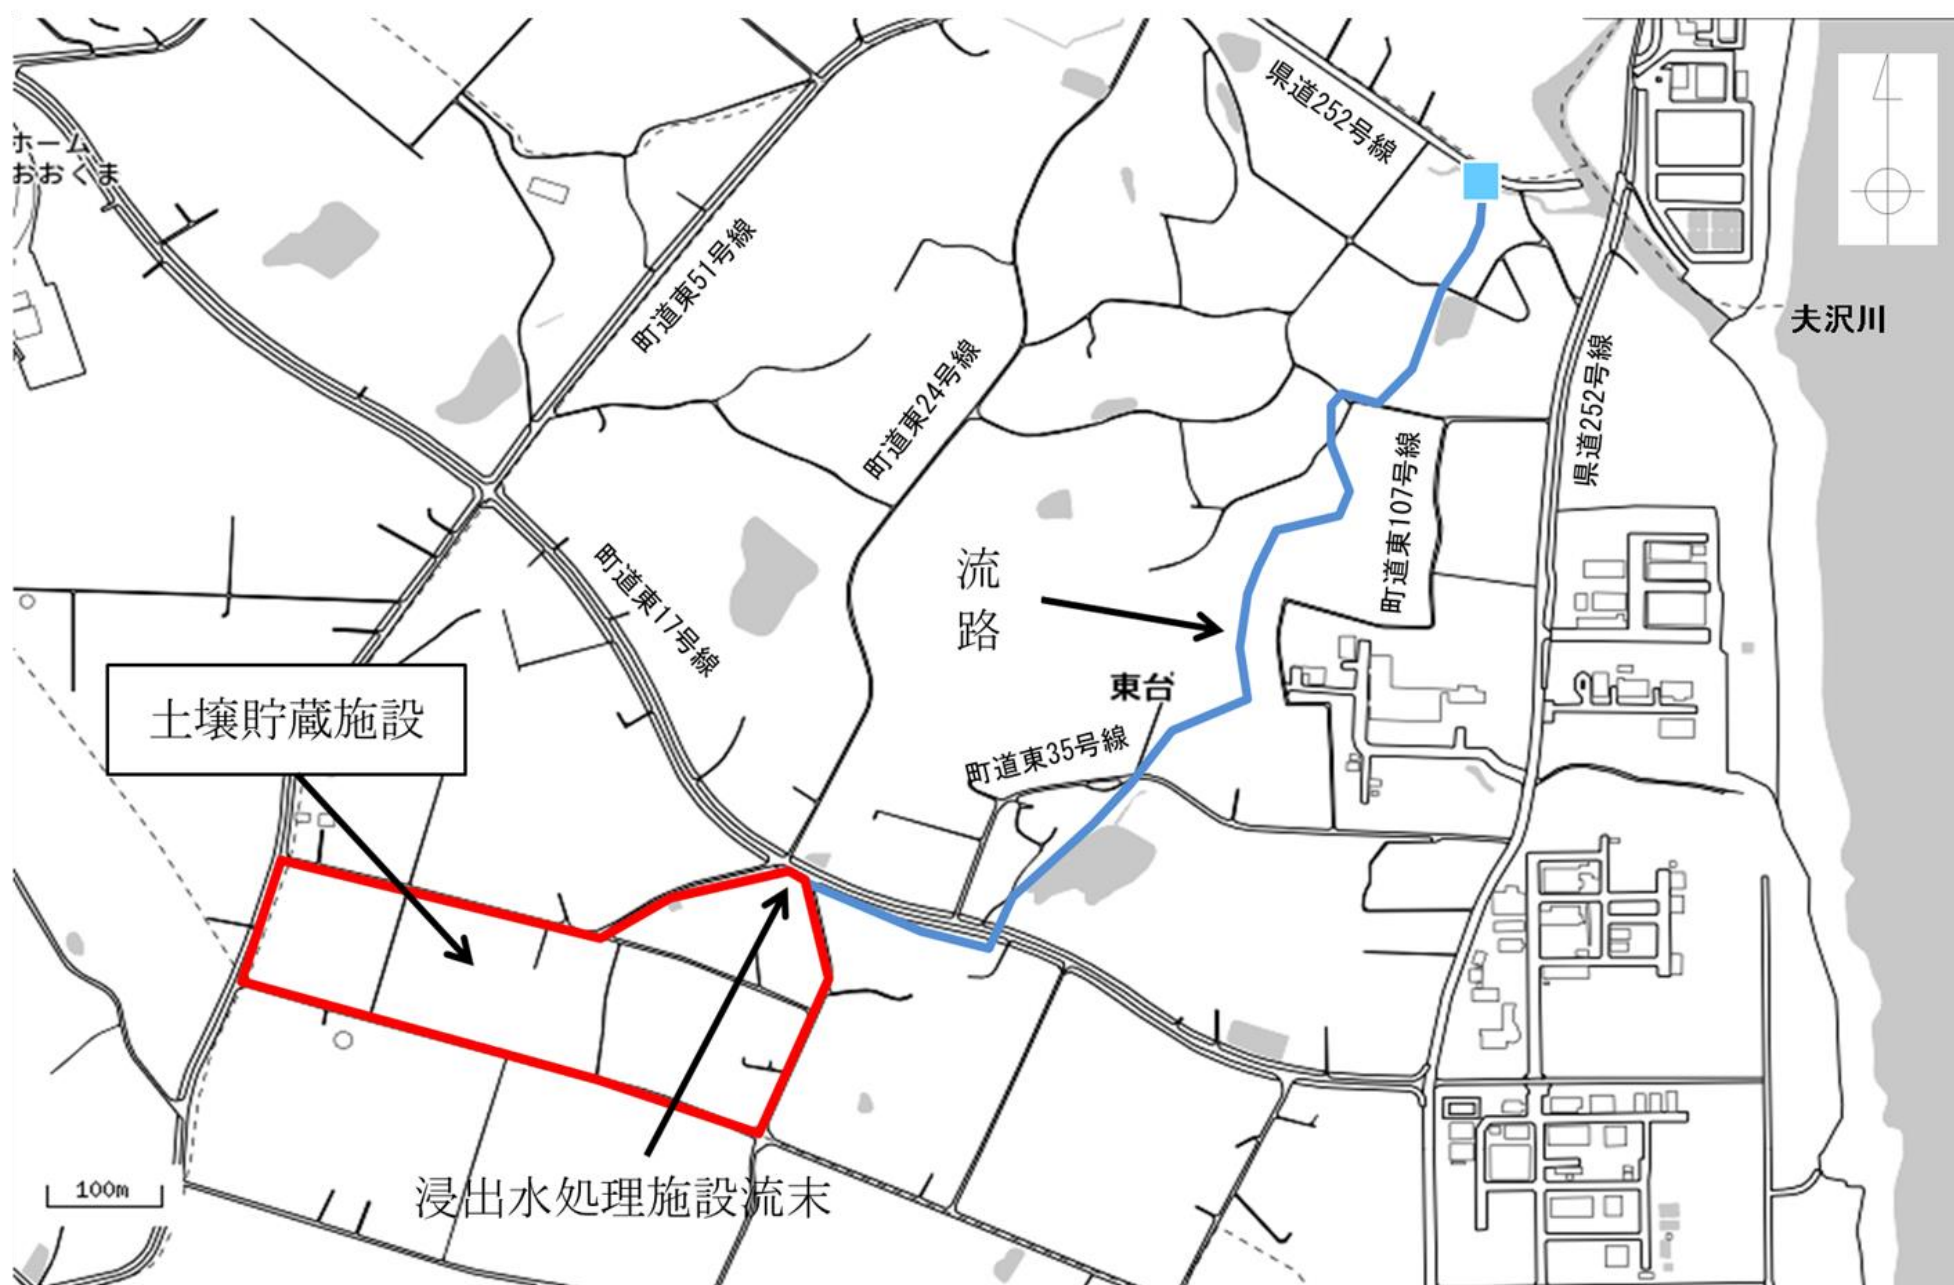 県道252号線
ホーム
おおくま
町道東51号線
夫沢川
町道東24号線
県道252号線
町道東107号線
流
路
町道東17号線
東台
土壌貯蔵施設
町道東35号線
100m
浸出水処理施設流末